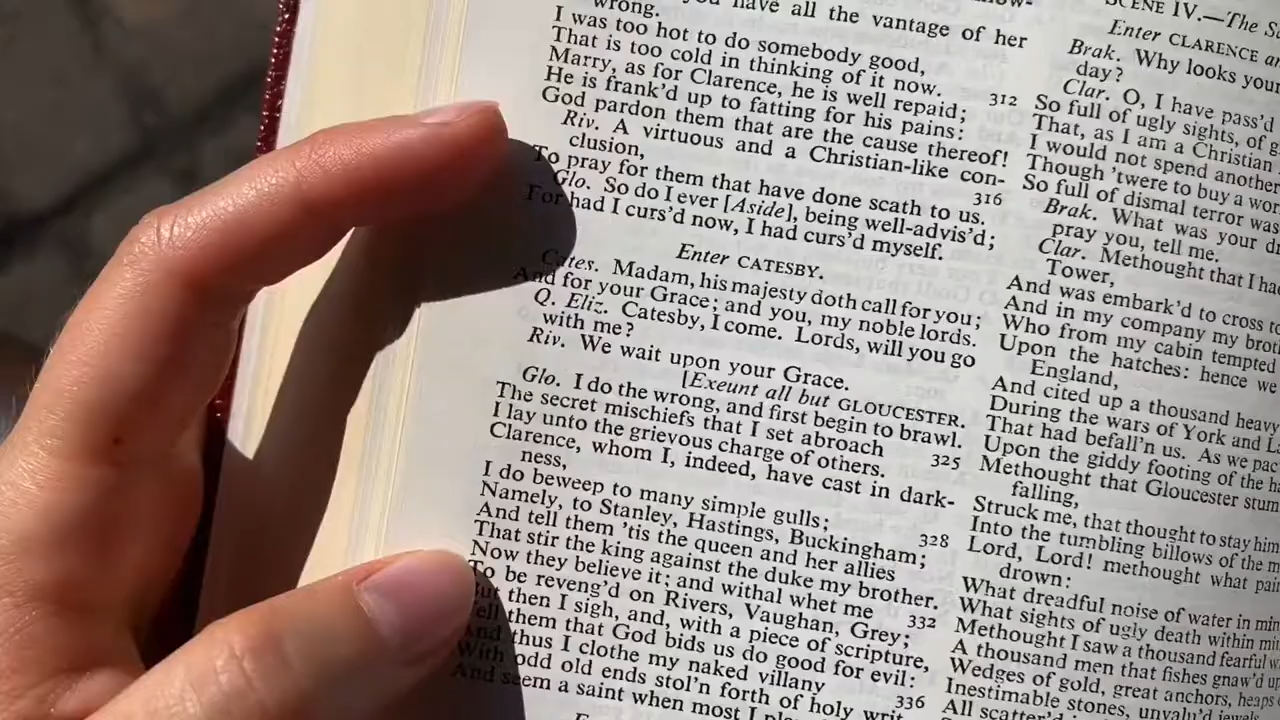 have all the vantage of her
wrong.
I was too hot to do somebody good,
That is too cold in thinking of it now.
Marry, as for Clarence, he is well repaid;
He is frank'd up to fatting for his pains: 312
God pardon them that are the cause thereof!
Riv. A virtuous and a Christian-like con-
clusion,
To pray for them that have done scath to us.
Glo. So do I ever [Aside], being well-advis'd; 316
For had I curs'd now, I had curs'd myself.
Enter CATESBY.
Cates. Madam, his majesty doth call for you;
And for your Grace; and you, my noble lords.
Q. Eliz. Catesby, I come. Lords, will you go
with me?
Riv. We wait upon your Grace.
[Exeunt all but GLOUCESTER.
Glo. I do the wrong, and first begin to brawl.
The secret mischiefs that I set abroach
I lay unto the grievous charge of others. 325
Clarence, whom I, indeed, have cast in dark-
ness,
I do beweep to many simple gulls;
Namely, to Stanley, Hastings, Buckingham; 328
And tell them 'tis the queen and her allies
That stir the king against the duke my brother.
Now they believe it; and withal whet me
To be reveng'd on Rivers, Vaughan, Grey; 332
But then I sigh, and, with a piece of scripture,
Tell them that God bids us do good for evil:
And thus I clothe my naked villany
With odd old ends stol'n forth of holy writ, 336
And seem a saint when most I
SCENE IV.—The
Enter CLARENCE
Brak. Why looks your
day?
Clar. O, I have pass'd
So full of ugly sights, of
That, as I am a Christian
I would not spend another
Though 'twere to buy a
So full of dismal terror was
Brak. What was your
pray you, tell me.
Clar. Methought that I
Tower,
And was embark'd to cross
And in my company my
Who from my cabin tempted
Upon the hatches: hence we
England,
And cited up a thousand heavy
During the wars of York and
That had befall'n us. As we
Upon the giddy footing of the
Methought that Gloucester
falling,
Struck me, that thought to stay him
Into the tumbling billows of the
Lord, Lord! methought what
drown:
What dreadful noise of water in
What sights of ugly death within
Methought I saw a thousand fearful
A thousand men that fishes gnaw'd
Wedges of gold, great anchors, heaps
Inestimable stones, unvalu'd jewels
All scatter'd